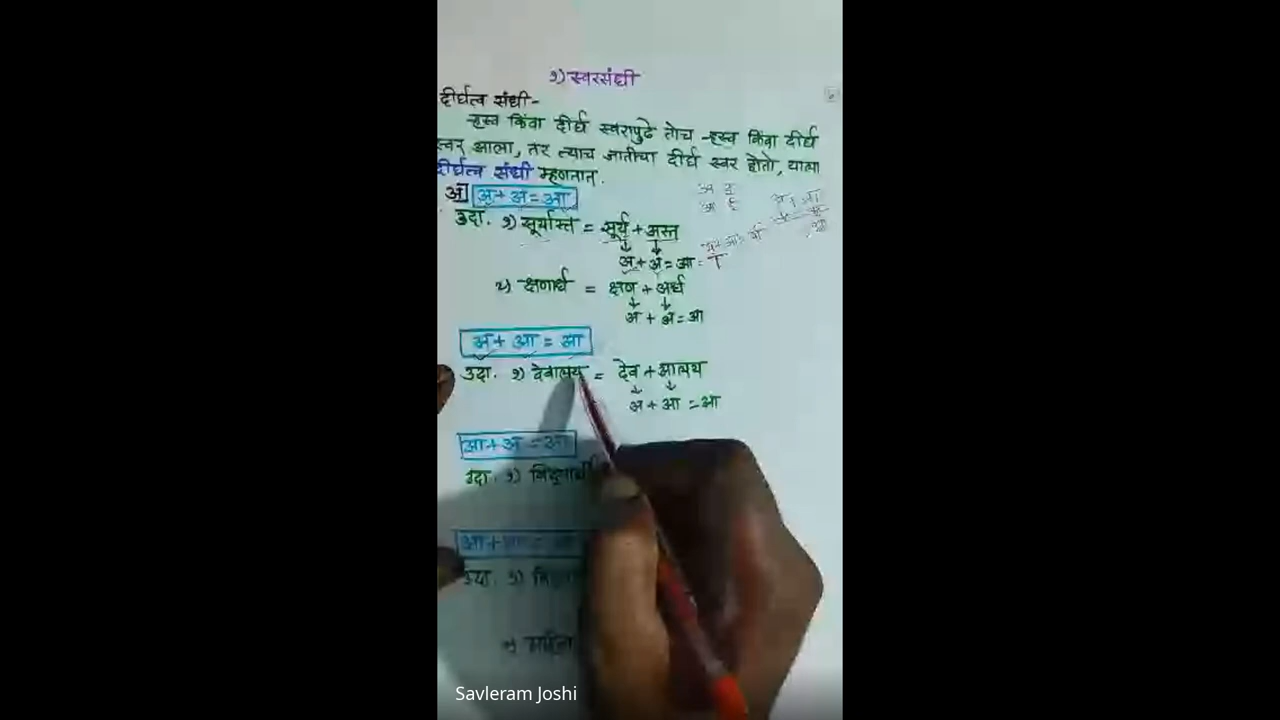 १) स्वरसंधी
दीर्घत्व संधी-
ऱ्हस्व किंवा दीर्घ स्वरापुढे तोच ऱ्हस्व किंवा दीर्घ
स्वर आला, तर त्याच जातीचा दीर्घ स्वर होतो, याला
दीर्घत्व संधी म्हणतात.
अ अ + अ = आ
उदा. १) सूर्यास्त = सूर्य + अस्त
अ + अ = आ = ा
२) क्षणार्ध = क्षण + अर्ध
अ + अ = आ
अ + आ = आ
उदा. १) देवालय = देव + आलय
अ + आ = आ
आ + अ = आ
उदा. १)
उदा. १)
Savleram Joshi